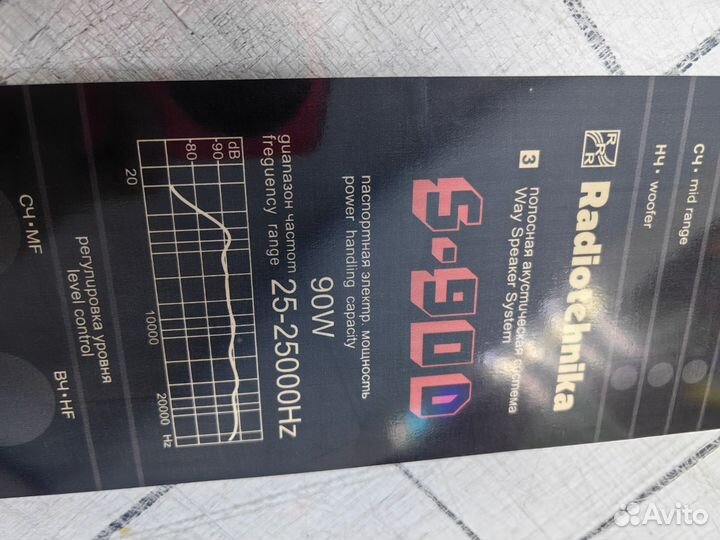 СЧ • mid range
НЧ • woofer
RRR Radiotehnika
3 полосная акустическая система
Way Speaker System
S-90D
паспортная электр. мощность
power handling capacity
90W
диапазон частот
freguency range
25-25000Hz
dB
-90
-80
20 10000 20000 Hz
регулировка уровня
level control
СЧ•MF ВЧ•HF
Avito